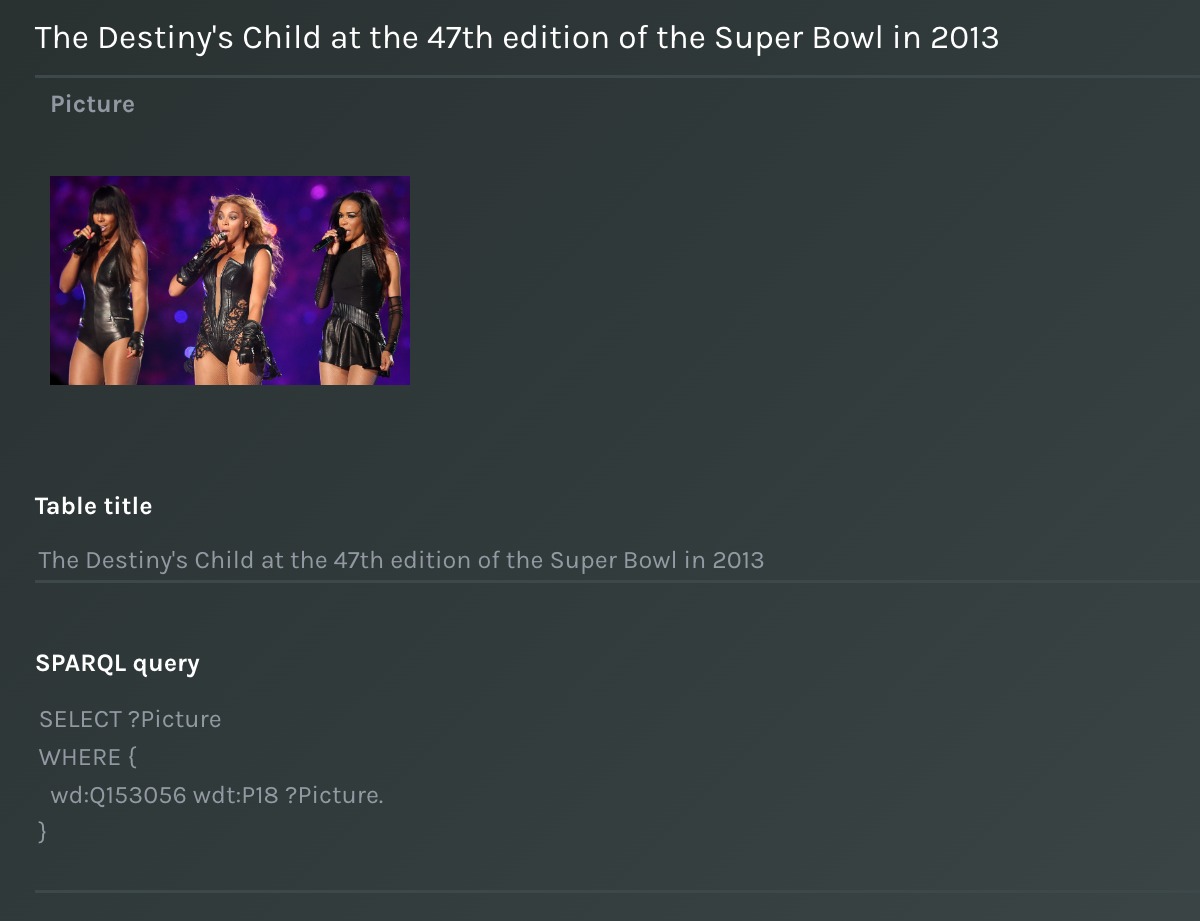 The Destiny's Child at the 47th edition of the Super Bowl in 2013
Picture
Table title
The Destiny's Child at the 47th edition of the Super Bowl in 2013
SPARQL query
SELECT ?Picture
WHERE {
wd:Q153056 wdt:P18 ?Picture.
}